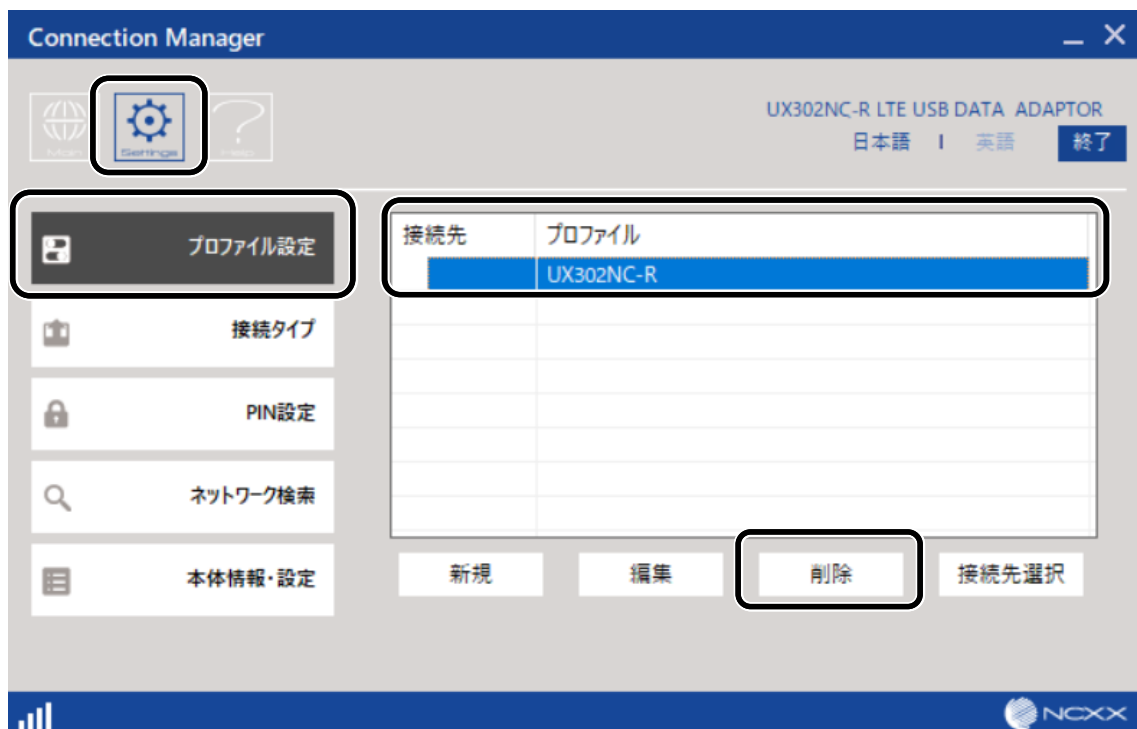 Connection Manager
Main
Settings
Help
UX302NC-R LTE USB DATA ADAPTOR
日本語 | 英語 終了
プロファイル設定
接続タイプ
PIN設定
ネットワーク検索
本体情報・設定
接続先 プロファイル
UX302NC-R
新規 編集 削除 接続先選択
NCXX